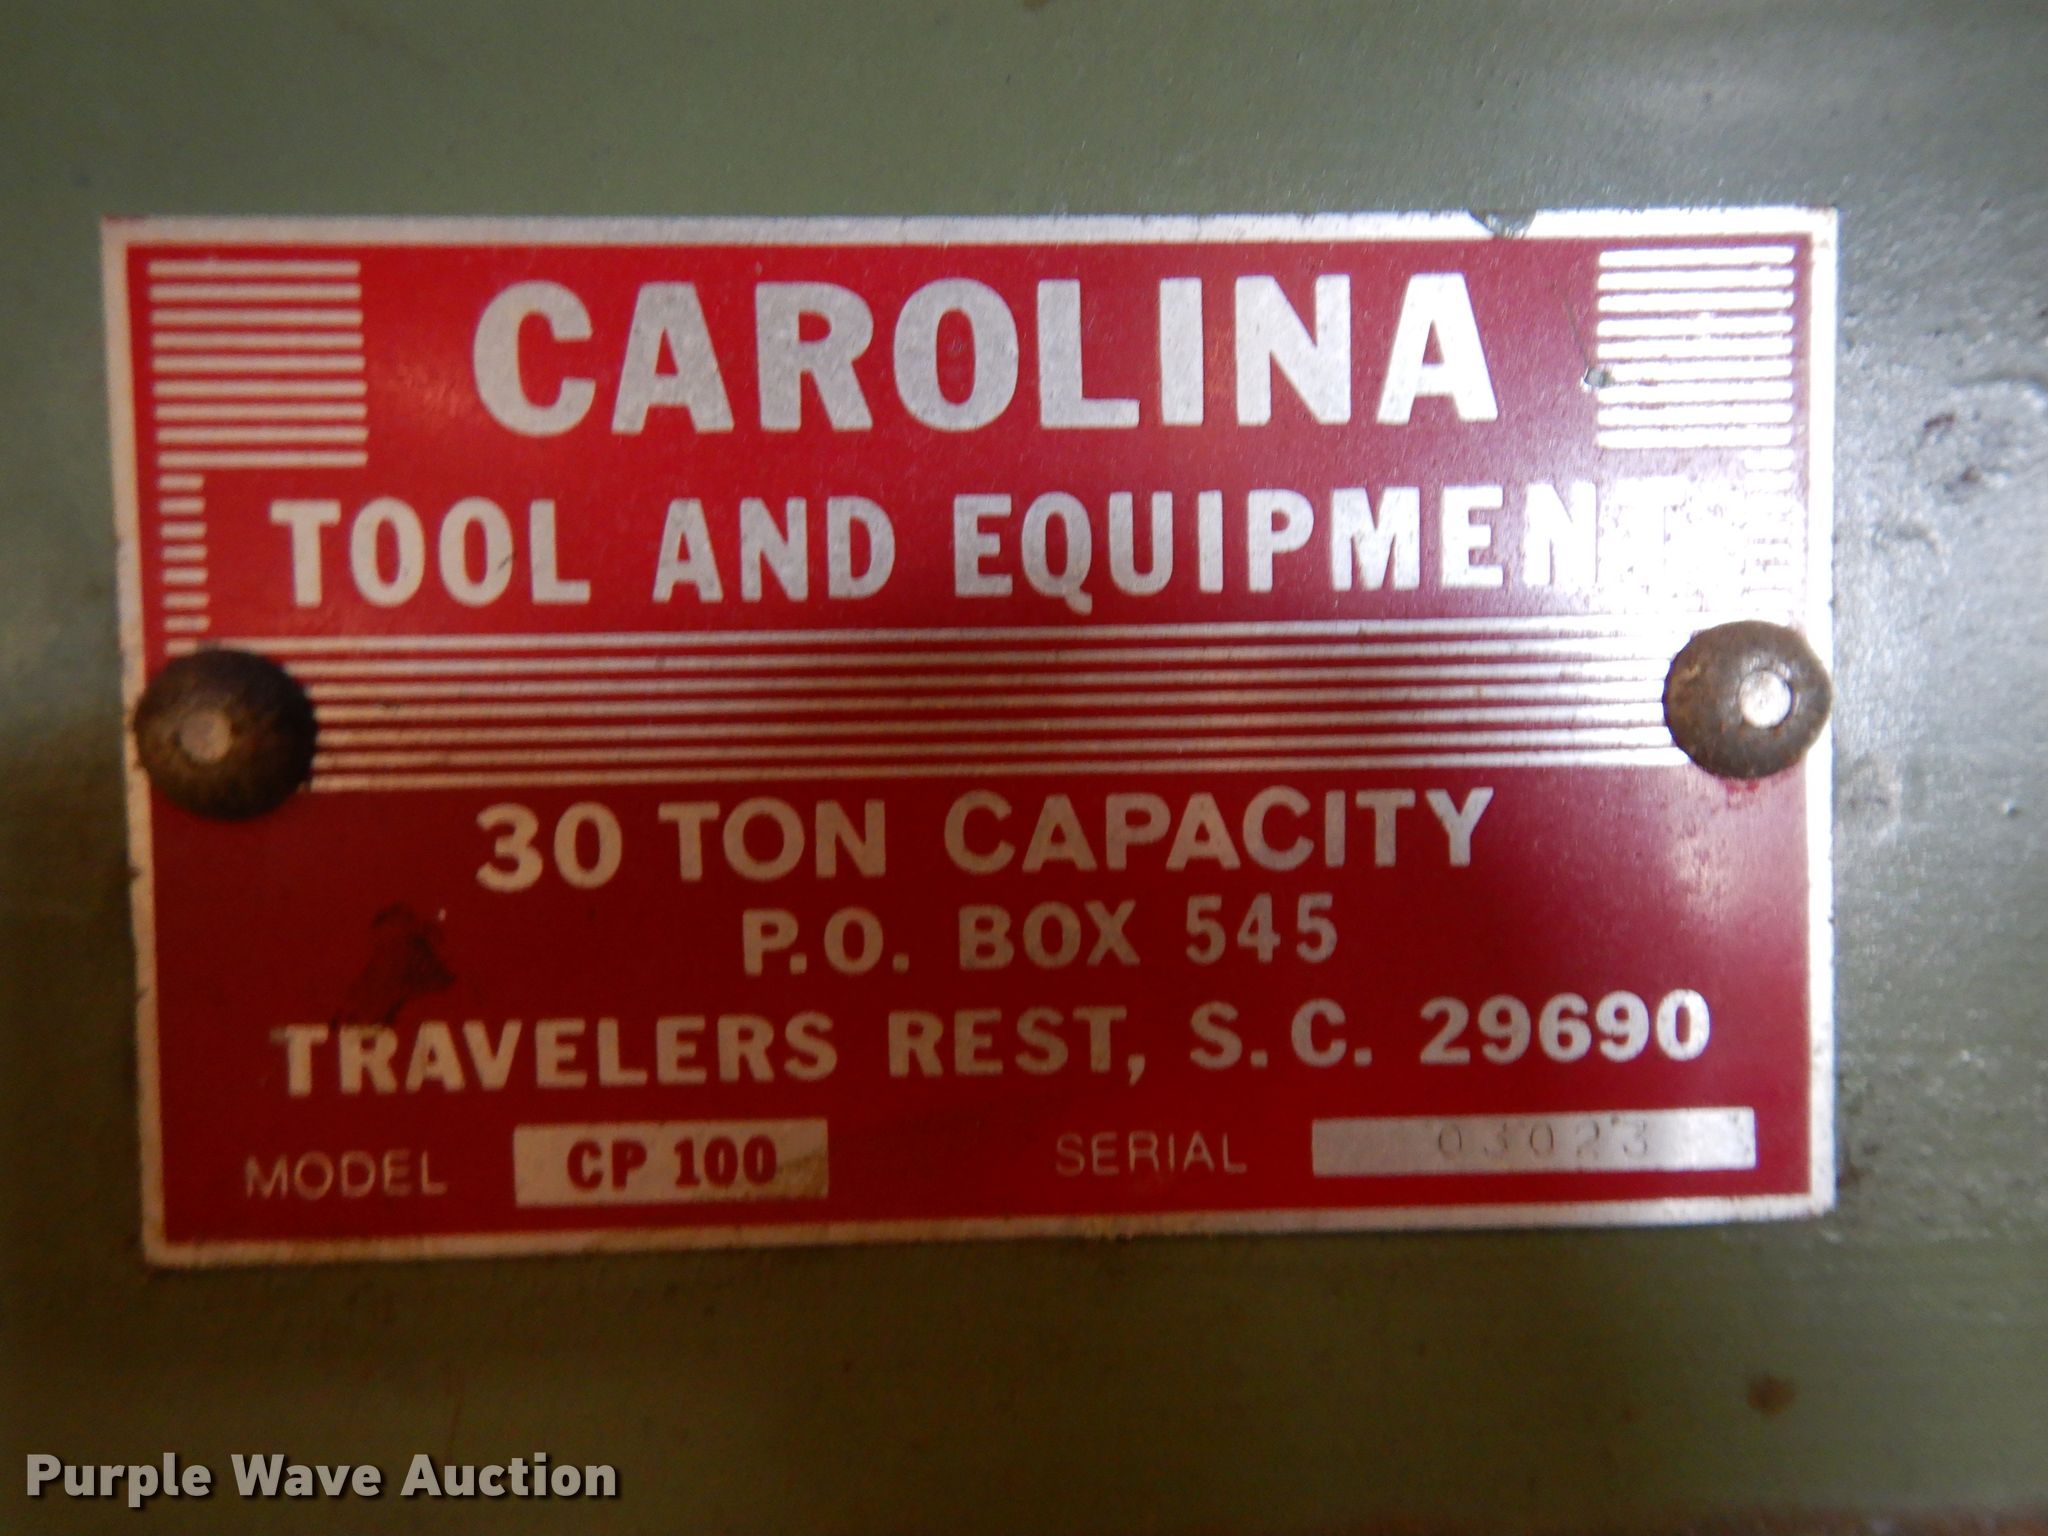 CAROLINA
TOOL AND EQUIPMENT
30 TON CAPACITY
P.O. BOX 545
TRAVELERS REST, S.C. 29690
MODEL CP 100 SERIAL 03023
Purple Wave Auction